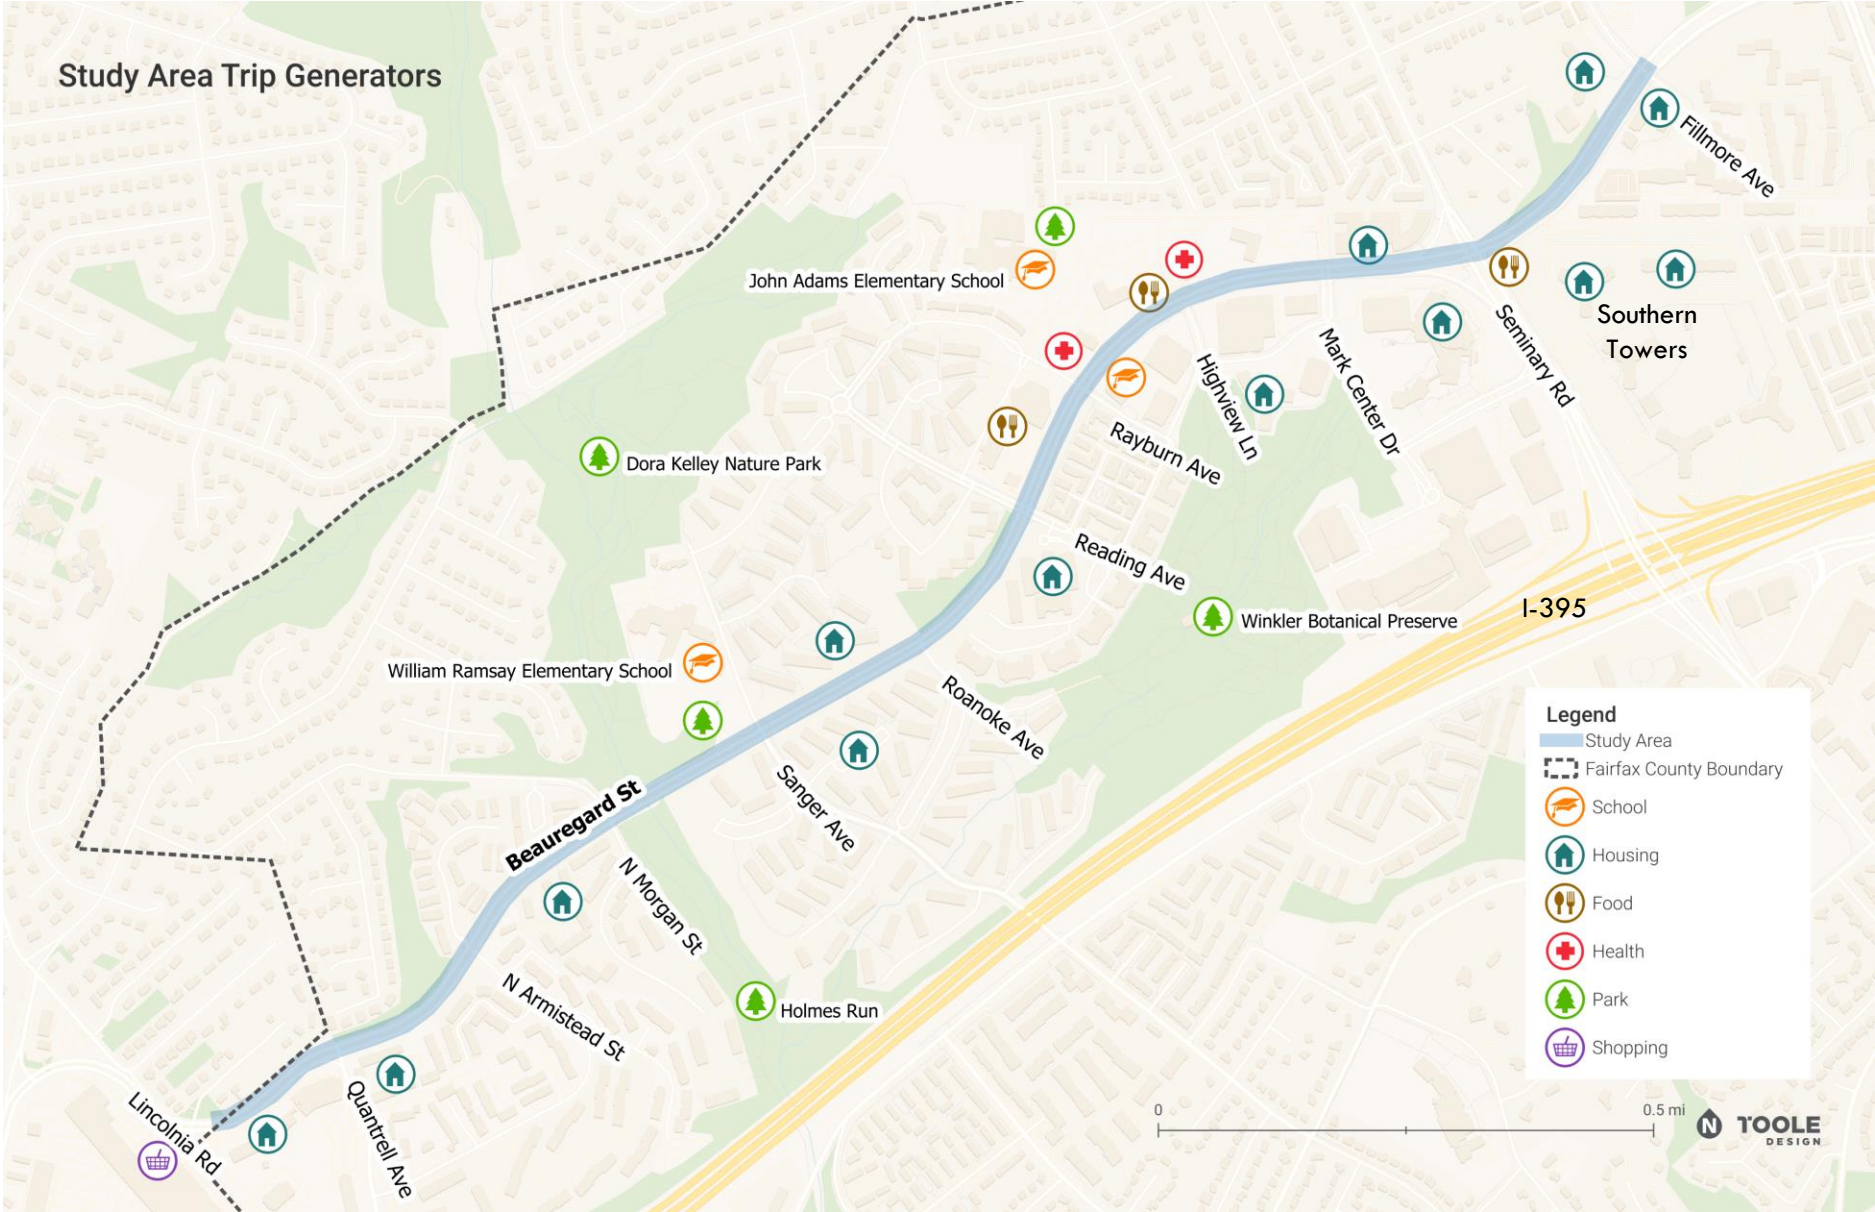 Study Area Trip Generators
Fillmore Ave
John Adams Elementary School
Southern
Towers
Seminary Rd
Mark Center Dr
Highview Ln
Rayburn Ave
Dora Kelley Nature Park
Reading Ave
I-395
Winkler Botanical Preserve
William Ramsay Elementary School
Roanoke Ave
Sanger Ave
Beauregard St
N Morgan St
N Armistead St
Holmes Run
Quantrell Ave
Lincolnia Rd
Legend
Study Area
Fairfax County Boundary
School
Housing
Food
Health
Park
Shopping
0 0.5 mi
N TOOLE
DESIGN